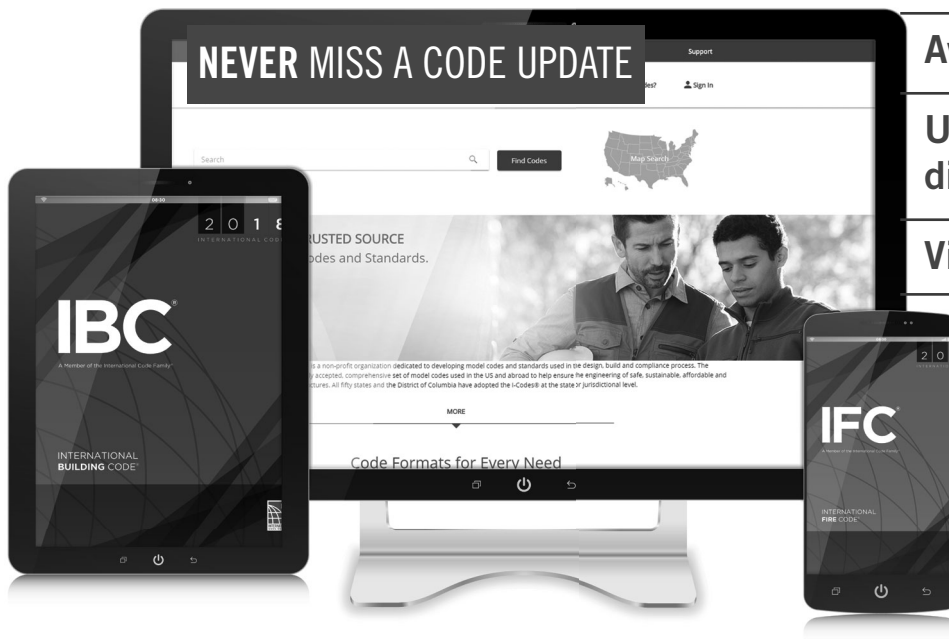 NEVER MISS A CODE UPDATE
Support
Sign In
Search
Find Codes
Map Search
08:10
2 0 1 8
INTERNATIONAL COD
RUSTED SOURCE
odes and Standards.
IBC®
A Member of the International Code Family®
is a non-profit organization dedicated to developing model codes and standards used in the design, build and compliance process. The
accepted, comprehensive set of model codes used in the US and abroad to help ensure the engineering of safe, sustainable, affordable and
ctures. All fifty states and the District of Columbia have adopted the I-Codes® at the state or jurisdictional level.
MORE
Code Formats for Every Need
INTERNATIONAL
BUILDING CODE®
Av
U
di
Vi
2 0
IFC®
A Member of the International Code Family®
INTERNATIONAL
FIRE CODE®